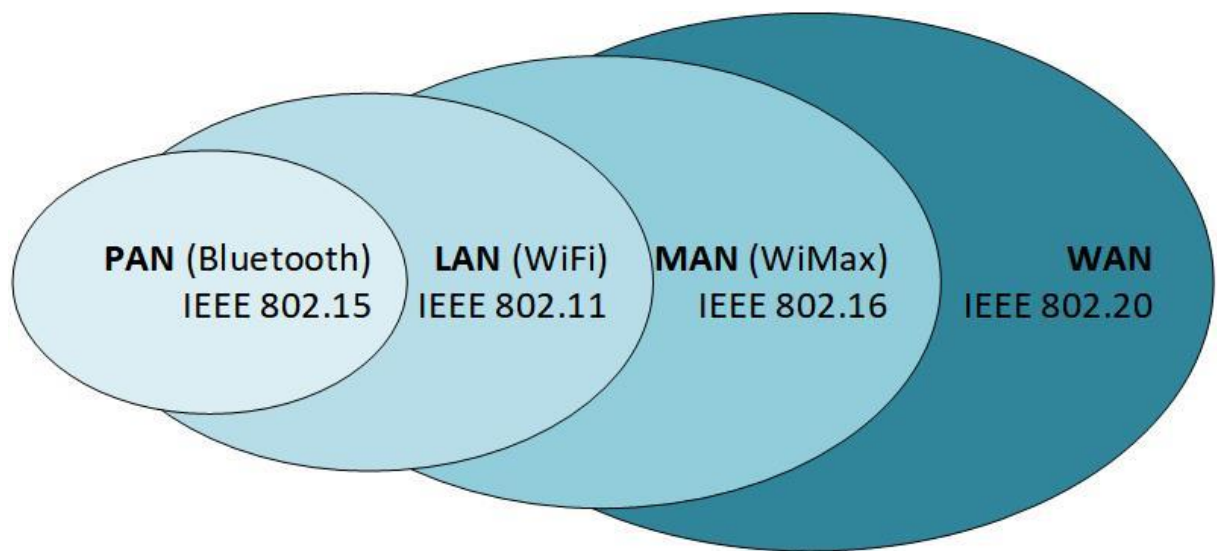 PAN (Bluetooth)
IEEE 802.15
LAN (WiFi)
IEEE 802.11
MAN (WiMax)
IEEE 802.16
WAN
IEEE 802.20